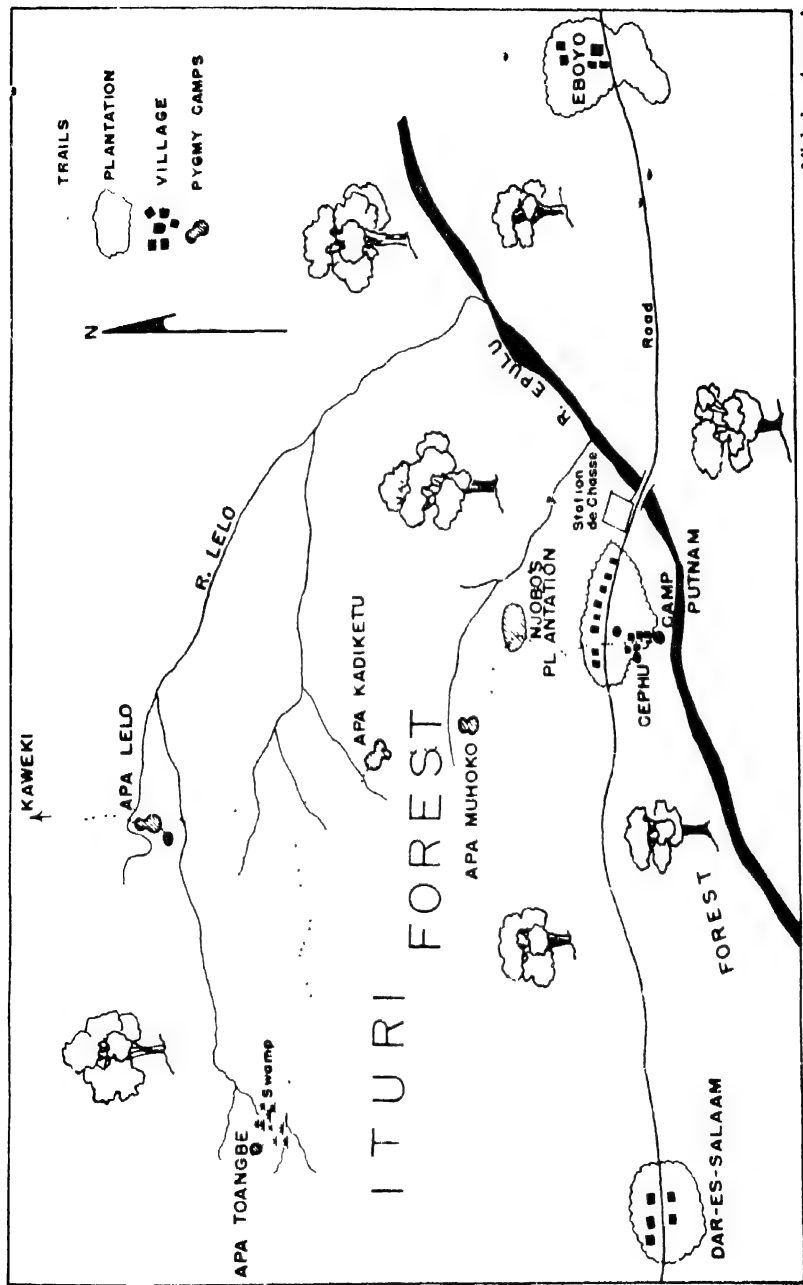 TRAILS
PLANTATION
VILLAGE
PYGMY CAMPS
N
KAWEKI
APA LELO
R. LELO
APA TOANGBE
Swamp
APA KADIKETU
ITURI
FOREST
APA MUHOKO
R. EPULU
NJOBO'S
PLANTATION
Station
de Chasse
EBOYO
Road
CEPHU
CAMP
PUTNAM
FOREST
DAR-ES-SALAAM